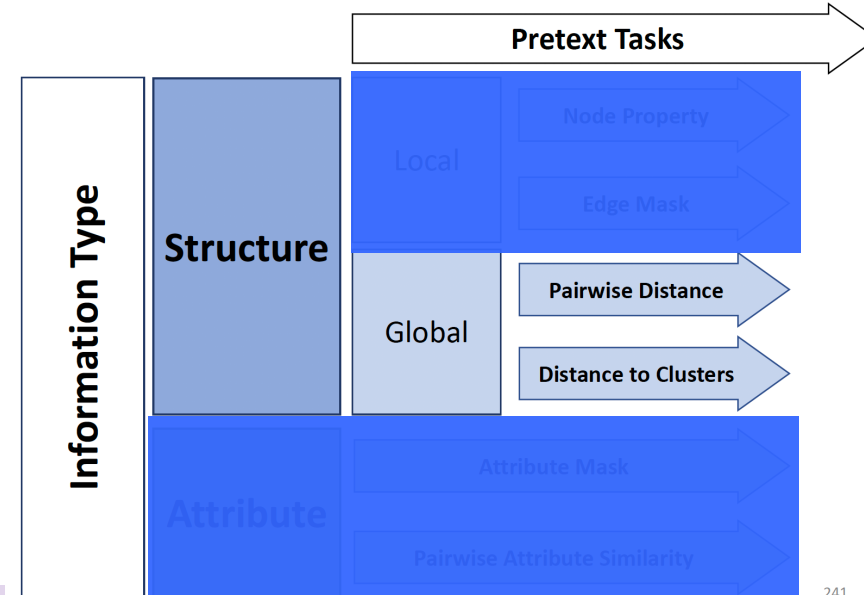 Pretext Tasks
Information Type
Structure
Local
Node Property
Edge Mask
Global
Pairwise Distance
Distance to Clusters
Attribute
Attribute Mask
Pairwise Attribute Similarity
241